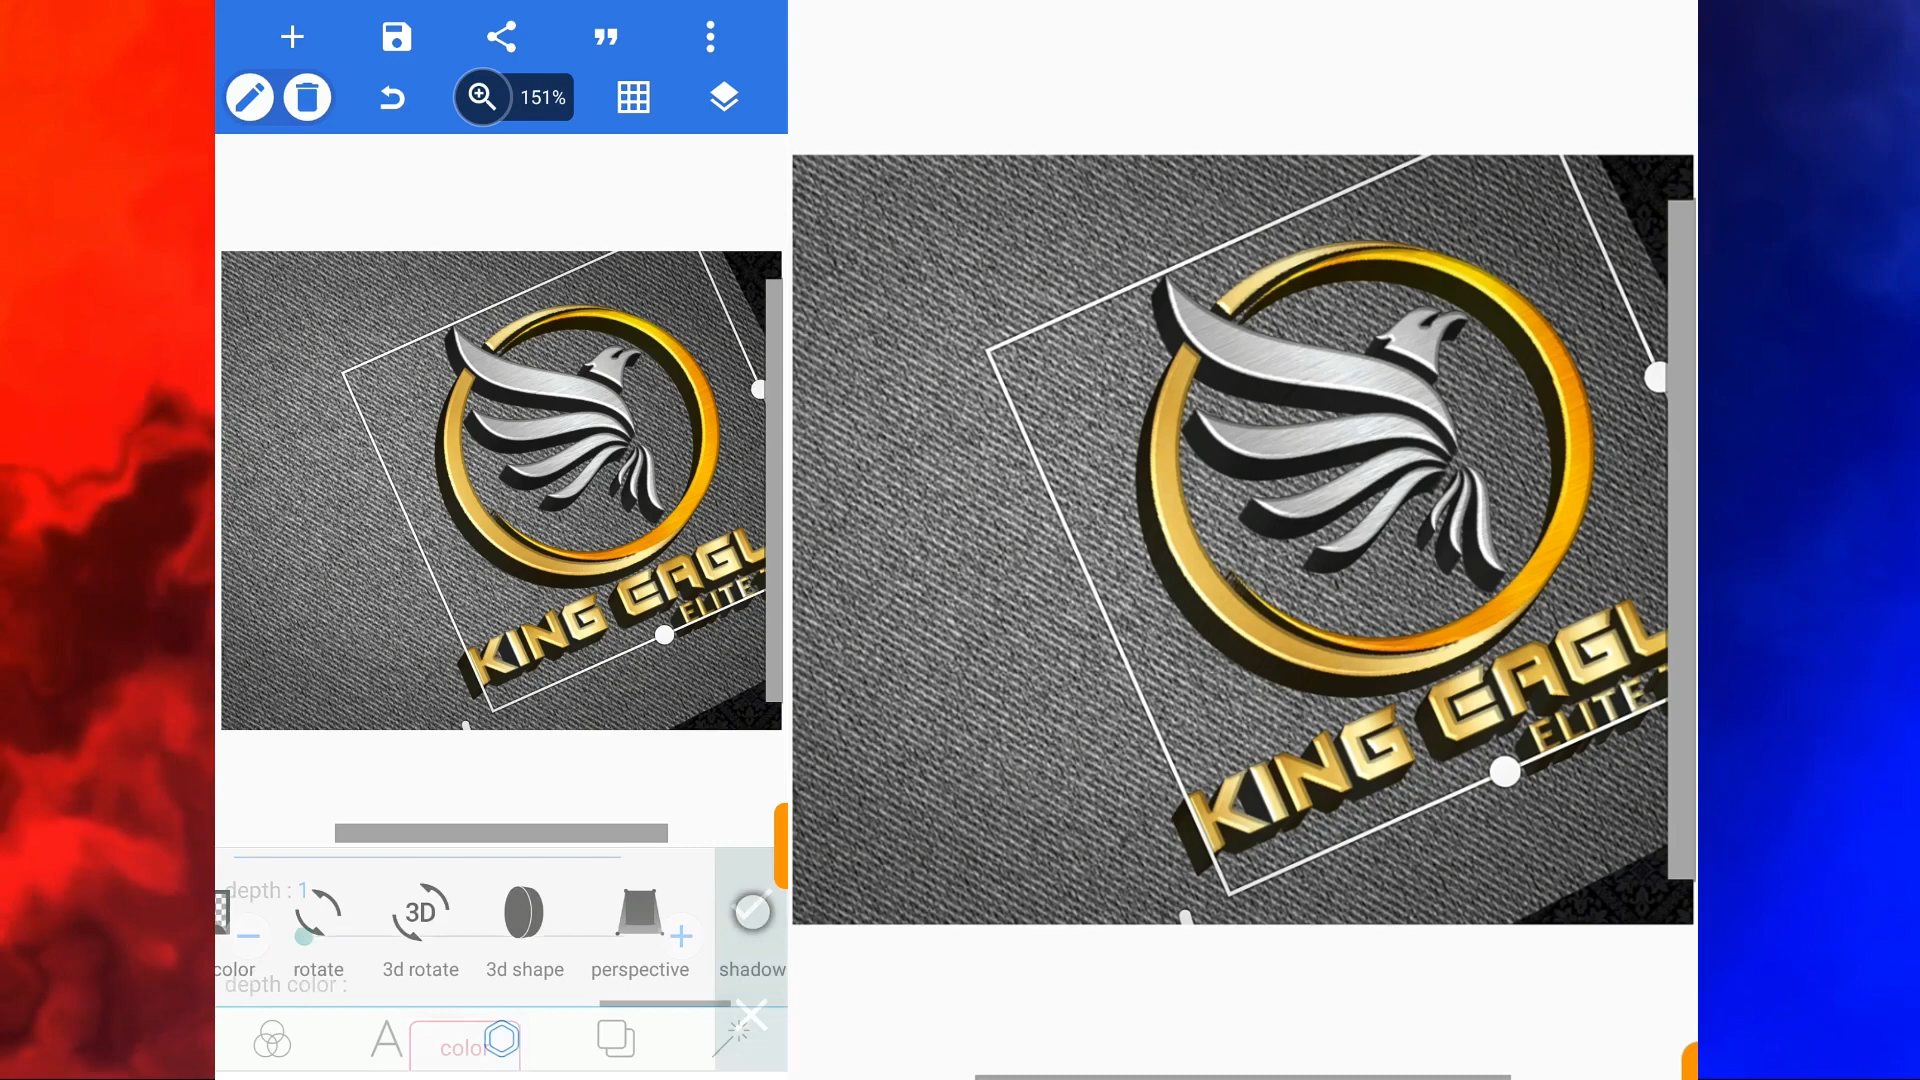 151%
KING EAGL
ELITE
KING EAGL
ELITE
depth : 1
3D
color
rotate
3d rotate
3d shape
perspective
shadow
depth color :
A
color